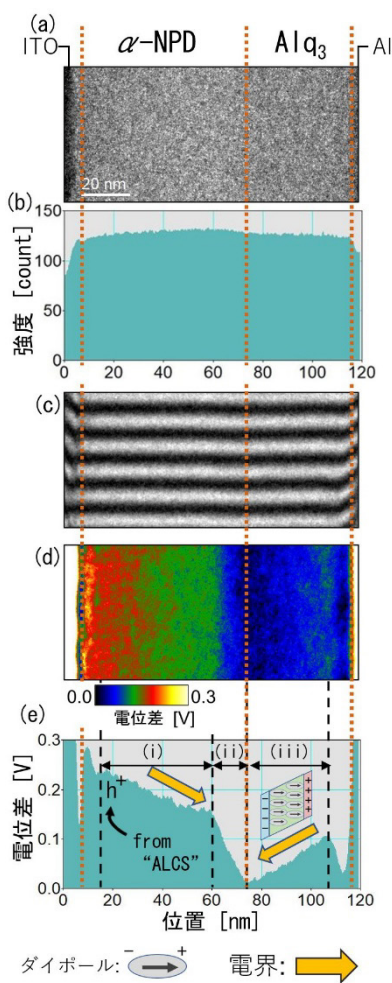 (a)
ITO α-NPD Alq3 Al
20 nm
(b)
強度 [count]
150
100
50
0
0 20 40 60 80 100 120
(c)
(d)
0.0 0.3
電位差 [V]
(e)
電位差 [V]
0.3
0.2
0.1
0.0
(i) (ii) (iii)
h+
from
“ALCS”
− − − −
+ + + +
0 20 40 60 80 100 120
位置 [nm]
ダイポール: − + 電界: